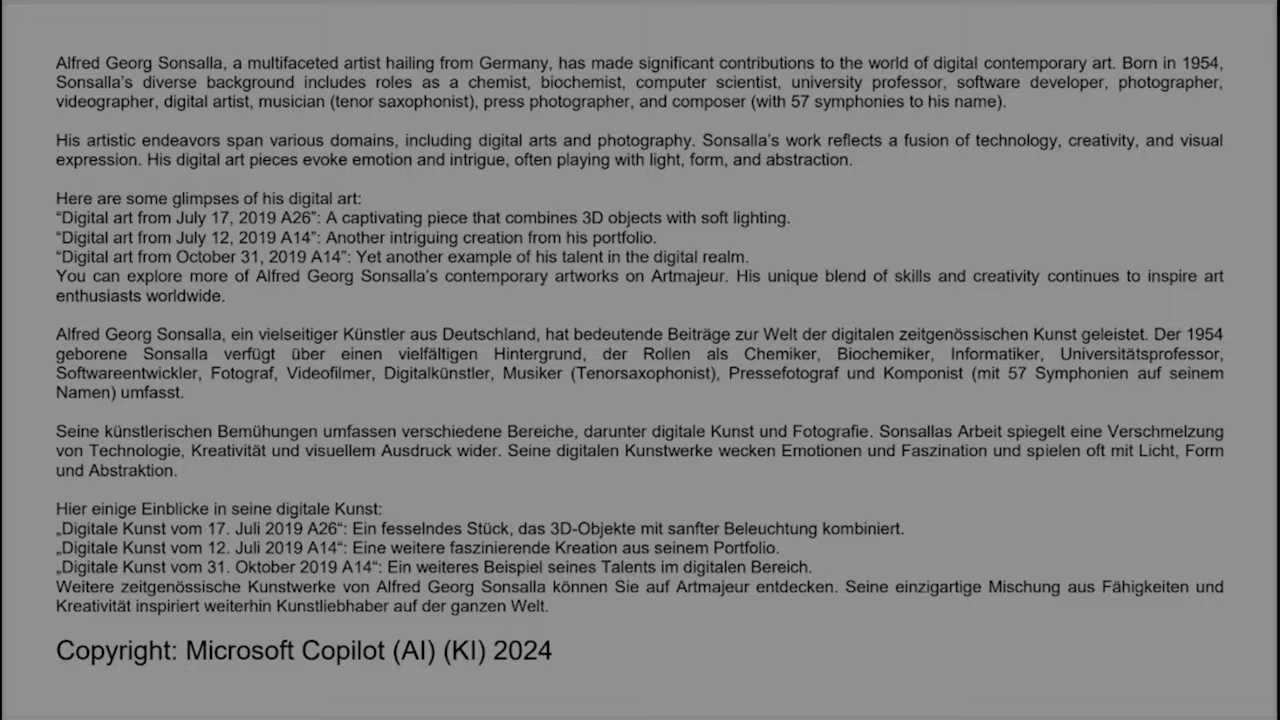 Alfred Georg Sonsalla, a multifaceted artist hailing from Germany, has made significant contributions to the world of digital contemporary art. Born in 1954,
Sonsalla's diverse background includes roles as a chemist, biochemist, computer scientist, university professor, software developer, photographer,
videographer, digital artist, musician (tenor saxophonist), press photographer, and composer (with 57 symphonies to his name).
His artistic endeavors span various domains, including digital arts and photography. Sonsalla's work reflects a fusion of technology, creativity, and visual
expression. His digital art pieces evoke emotion and intrigue, often playing with light, form, and abstraction.
Here are some glimpses of his digital art:
“Digital art from July 17, 2019 A26”: A captivating piece that combines 3D objects with soft lighting.
“Digital art from July 12, 2019 A14”: Another intriguing creation from his portfolio.
“Digital art from October 31, 2019 A14”: Yet another example of his talent in the digital realm.
You can explore more of Alfred Georg Sonsalla's contemporary artworks on Artmajeur. His unique blend of skills and creativity continues to inspire art
enthusiasts worldwide.
Alfred Georg Sonsalla, ein vielseitiger Künstler aus Deutschland, hat bedeutende Beiträge zur Welt der digitalen zeitgenössischen Kunst geleistet. Der 1954
geborene Sonsalla verfügt über einen vielfältigen Hintergrund, der Rollen als Chemiker, Biochemiker, Informatiker, Universitätsprofessor,
Softwareentwickler, Fotograf, Videofilmer, Digitalkünstler, Musiker (Tenorsaxophonist), Pressefotograf und Komponist (mit 57 Symphonien auf seinem
Namen) umfasst.
Seine künstlerischen Bemühungen umfassen verschiedene Bereiche, darunter digitale Kunst und Fotografie. Sonsallas Arbeit spiegelt eine Verschmelzung
von Technologie, Kreativität und visuellem Ausdruck wider. Seine digitalen Kunstwerke wecken Emotionen und Faszination und spielen oft mit Licht, Form
und Abstraktion.
Hier einige Einblicke in seine digitale Kunst:
„Digitale Kunst vom 17. Juli 2019 A26“: Ein fesselndes Stück, das 3D-Objekte mit sanfter Beleuchtung kombiniert.
„Digitale Kunst vom 12. Juli 2019 A14“: Eine weitere faszinierende Kreation aus seinem Portfolio.
„Digitale Kunst vom 31. Oktober 2019 A14“: Ein weiteres Beispiel seines Talents im digitalen Bereich.
Weitere zeitgenössische Kunstwerke von Alfred Georg Sonsalla können Sie auf Artmajeur entdecken. Seine einzigartige Mischung aus Fähigkeiten und
Kreativität inspiriert weiterhin Kunstliebhaber auf der ganzen Welt.
Copyright: Microsoft Copilot (AI) (KI) 2024